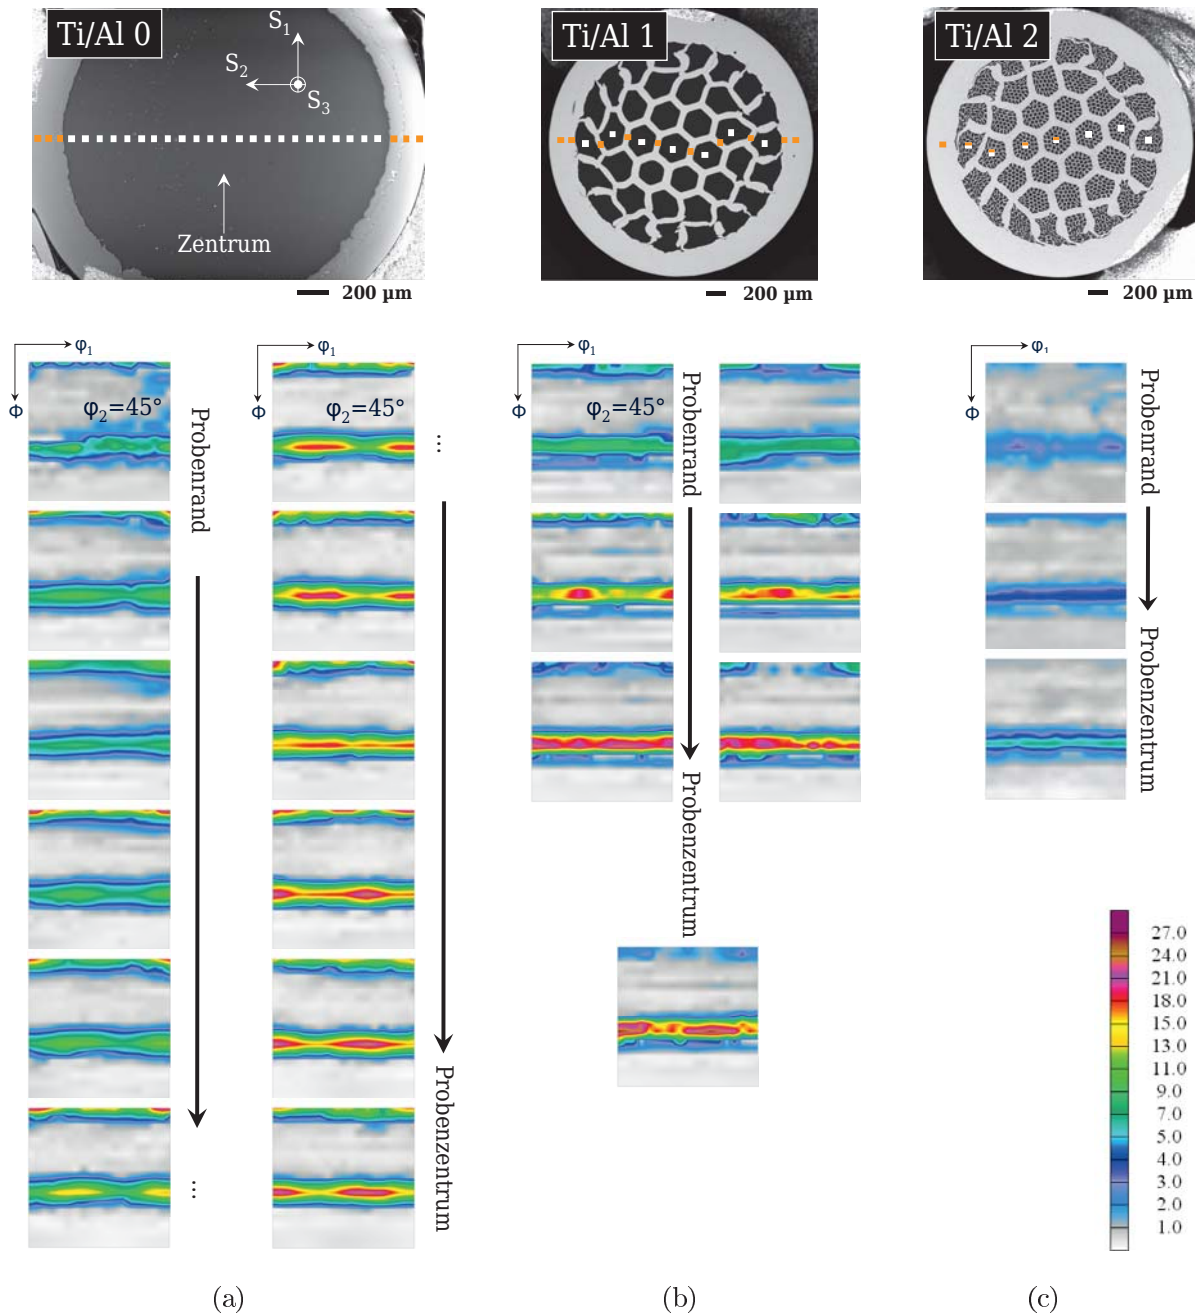 Ti/Al 0
S1
S2
S3
Zentrum
200 µm
Ti/Al 1
200 µm
Ti/Al 2
200 µm
φ1
Φ
φ2=45°
Probenrand
...
φ1
Φ
φ2=45°
...
Probenzentrum
φ1
Φ
φ2=45°
Probenrand
Probenzentrum
φ1
Φ
Probenrand
Probenzentrum
27.0
24.0
21.0
18.0
15.0
13.0
11.0
9.0
7.0
5.0
4.0
3.0
2.0
1.0
(a)
(b)
(c)